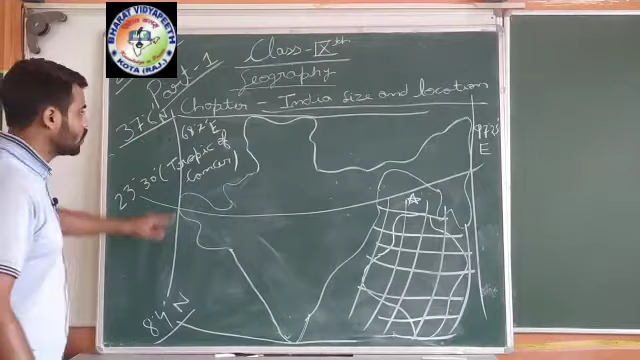 BHARAT VIDYAPEETH
KOTA (RAJ.)
Part-1
Class-IXth
Geography
Chapter - India size and location
37°6'N
68°7'E
97°25'
E
23°30' (Tropic of
Cancer)
8°4'N